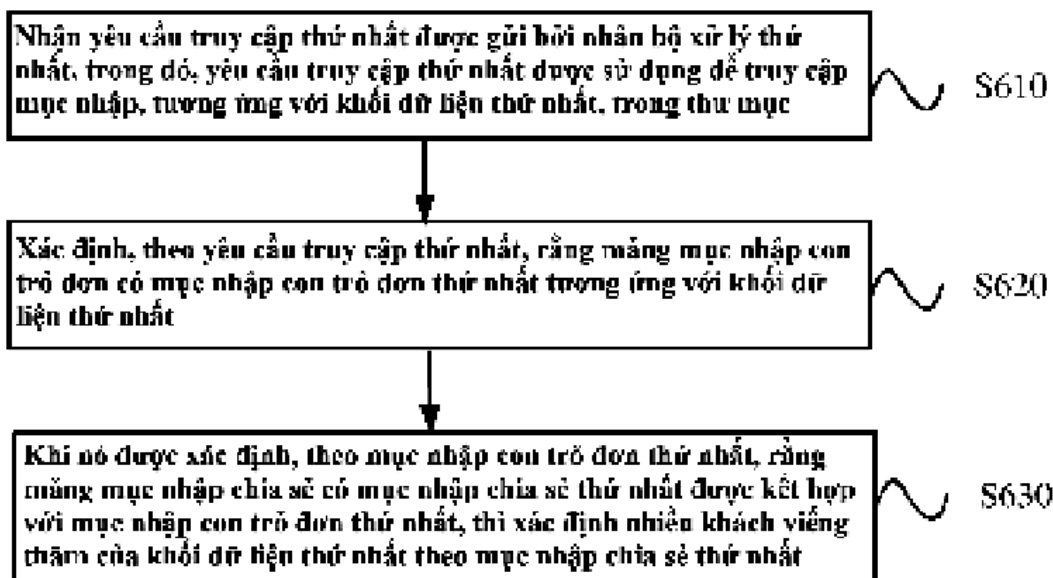 Nhận yêu cầu truy cập thứ nhất được gửi bởi nhân bộ xử lý thứ
nhất, trong đó, yêu cầu truy cập thứ nhất được sử dụng để truy cập
mục nhập, tương ứng với khối dữ liệu thứ nhất, trong thư mục
S610
Xác định, theo yêu cầu truy cập thứ nhất, rằng mảng mục nhập con
trỏ đơn có mục nhập con trỏ đơn thứ nhất tương ứng với khối dữ
liệu thứ nhất
S620
Khi nó được xác định, theo mục nhập con trỏ đơn thứ nhất, rằng
mảng mục nhập chia sẻ có mục nhập chia sẻ thứ nhất được kết hợp
với mục nhập con trỏ đơn thứ nhất, thì xác định nhiều khách viếng
thăm của khối dữ liệu thứ nhất theo mục nhập chia sẻ thứ nhất
S630